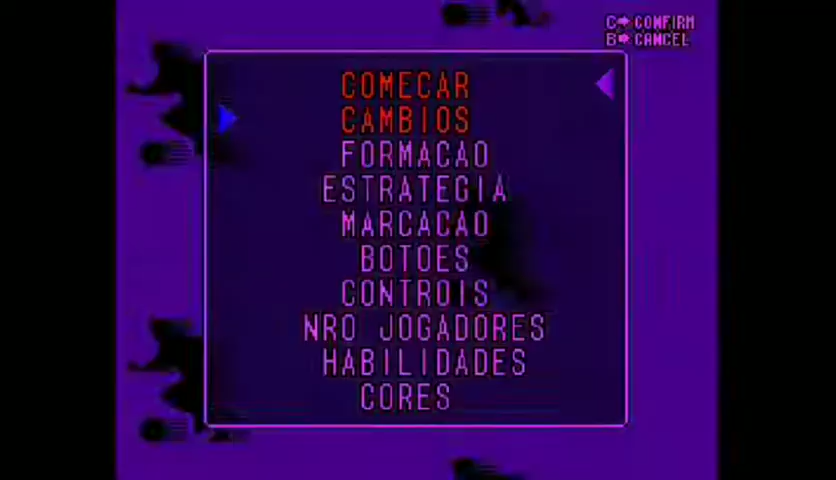 C➡CONFIRM
B➡CANCEL
COMECAR
CAMBIOS
FORMACAO
ESTRATEGIA
MARCACAO
BOTOES
CONTROIS
NRO JOGADORES
HABILIDADES
CORES